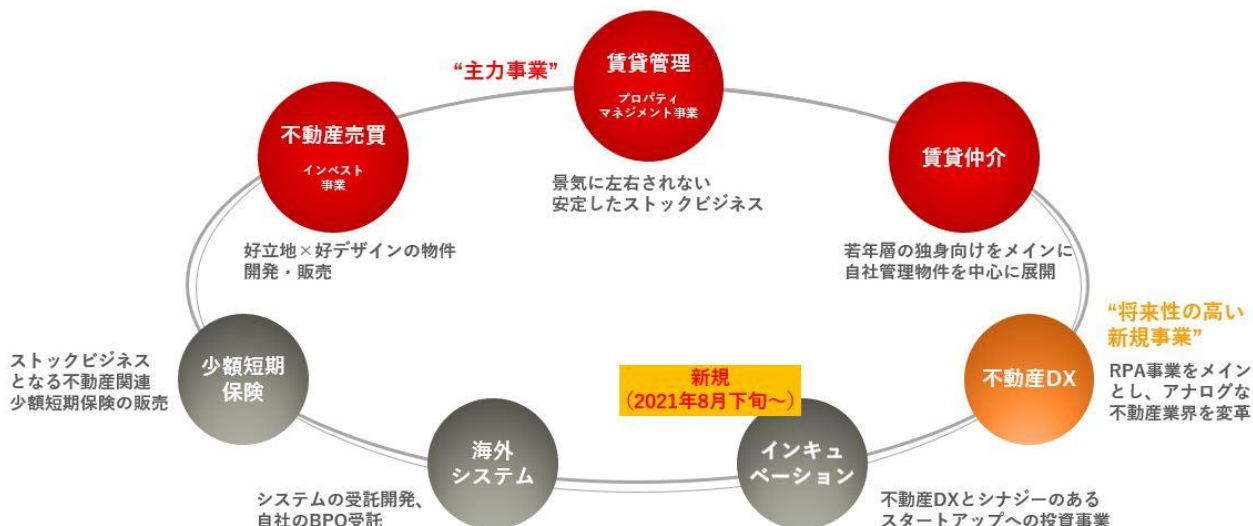 “主力事業”
賃貸管理
プロパティ
マネジメント事業
景気に左右されない
安定したストックビジネス
不動産売買
インベスト
事業
好立地×好デザインの物件
開発・販売
賃貸仲介
若年層の独身向けをメインに
自社管理物件を中心に展開
“将来性の高い
新規事業”
不動産DX
RPA事業をメイン
とし、アナログな
不動産業界を変革
ストックビジネス
となる不動産関連
少額短期保険の販売
少額短期
保険
新規
（2021年8月下旬～）
海外
システム
システムの受託開発、
自社のBPO受託
インキュ
ベーション
不動産DXとシナジーのある
スタートアップへの投資事業